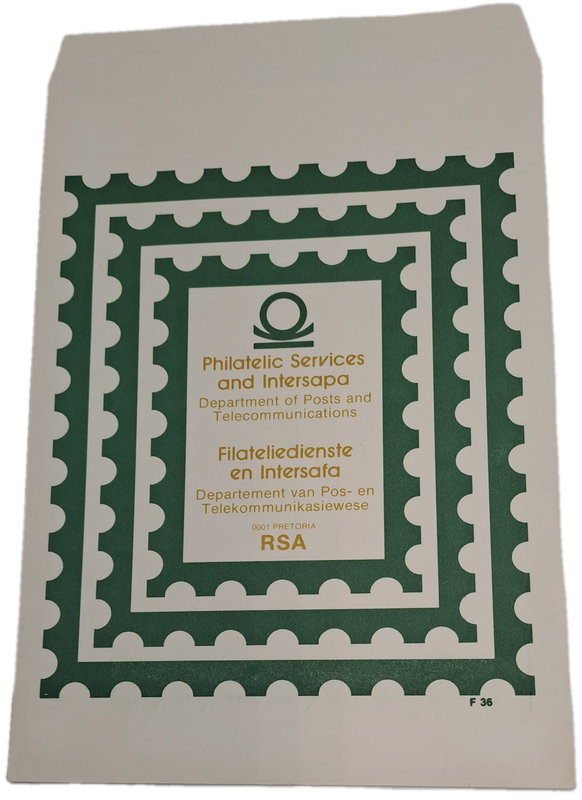 Philatelic Services
and Intersapa
Department of Posts and
Telecommunications
Filateliedienste
en Intersafa
Departement van Pos- en
Telekommunikasiewese
0001 PRETORIA
RSA
F 36